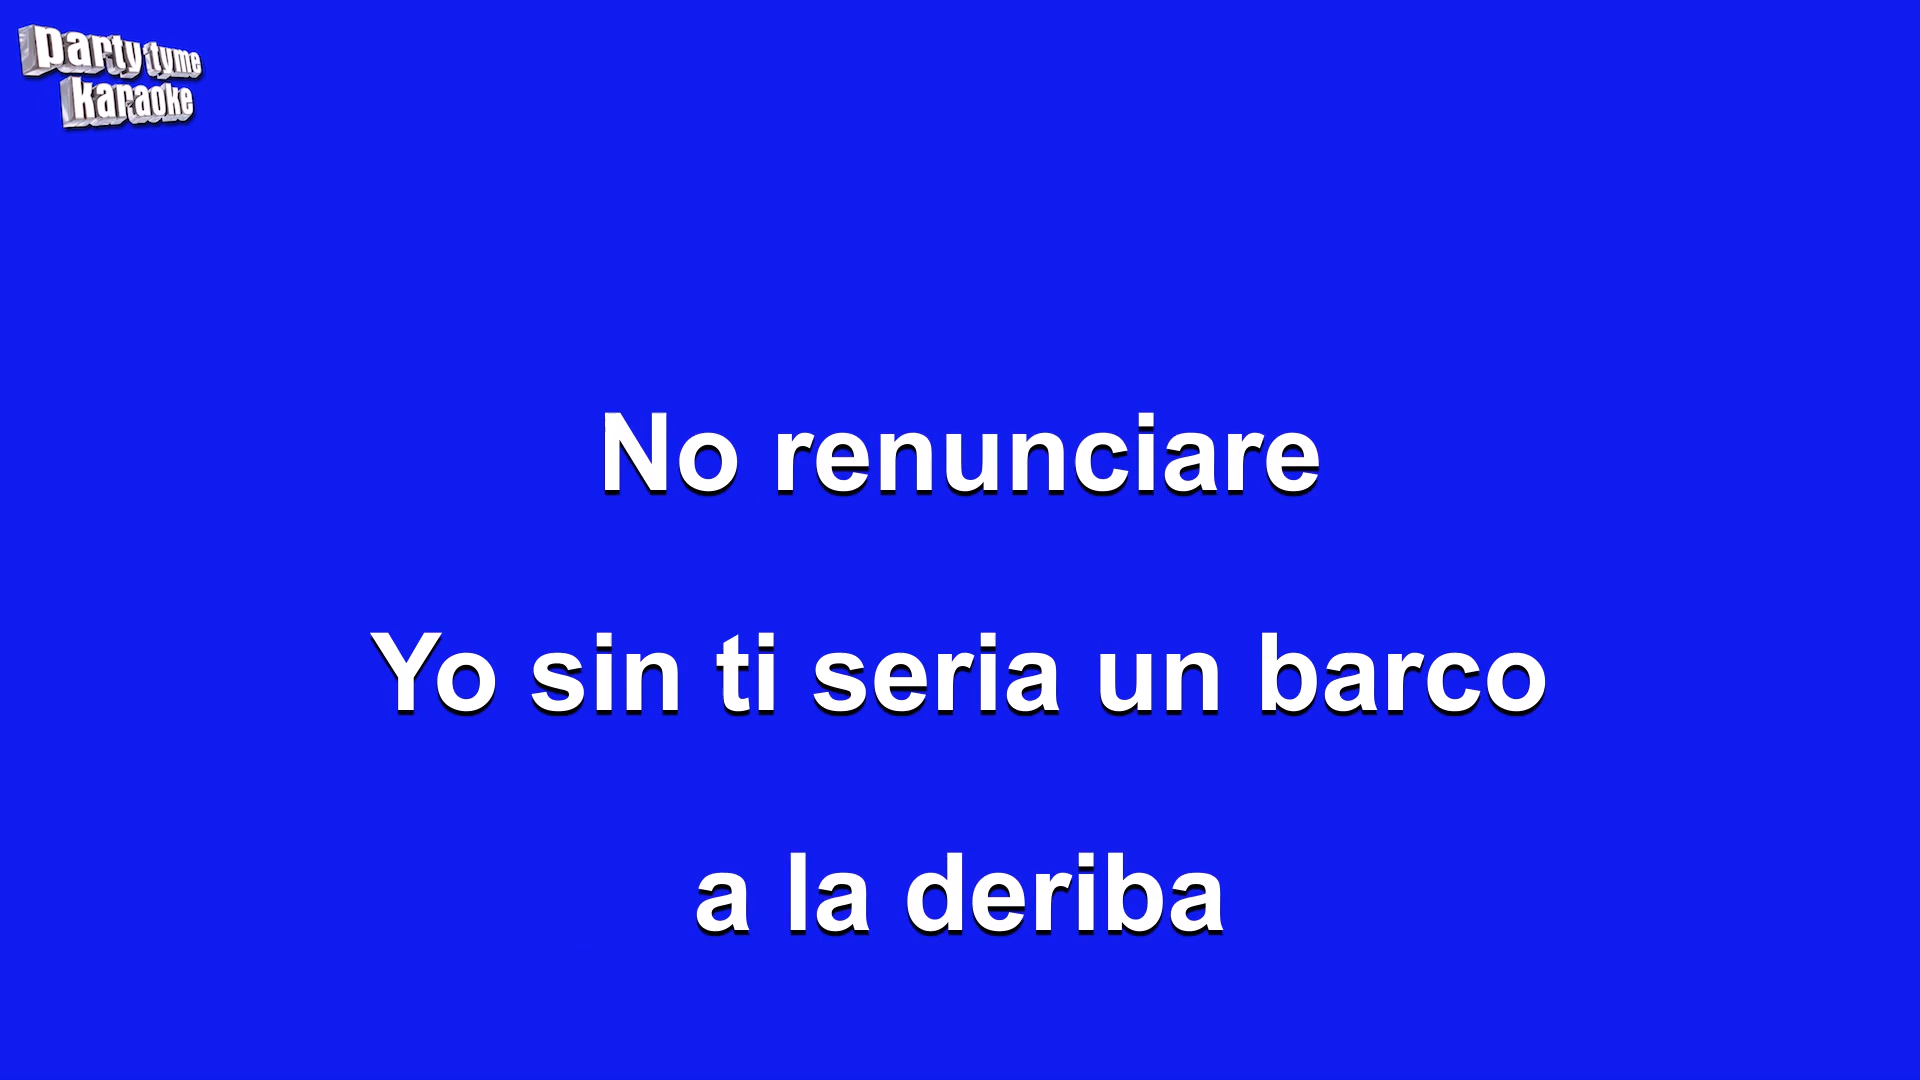 party tyme
karaoke
No renunciare
Yo sin ti seria un barco
a la deriba